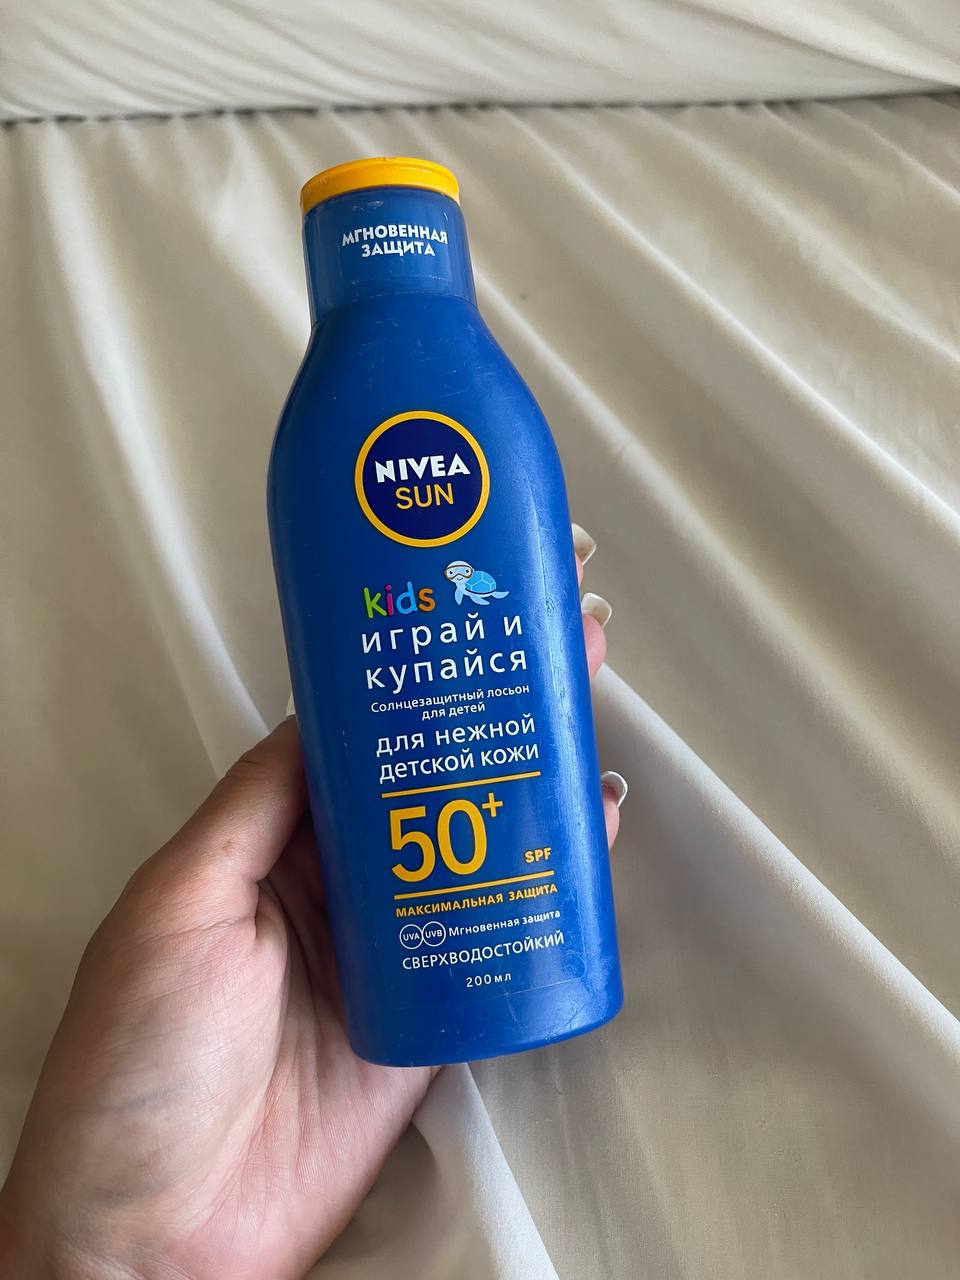 МГНОВЕННАЯ
ЗАЩИТА
NIVEA
SUN
kids
играй и
купайся
Солнцезащитный лосьон
для детей
для нежной
детской кожи
50+
SPF
МАКСИМАЛЬНАЯ ЗАЩИТА
UVA UVB Мгновенная защита
СВЕРХВОДОСТОЙКИЙ
200мл